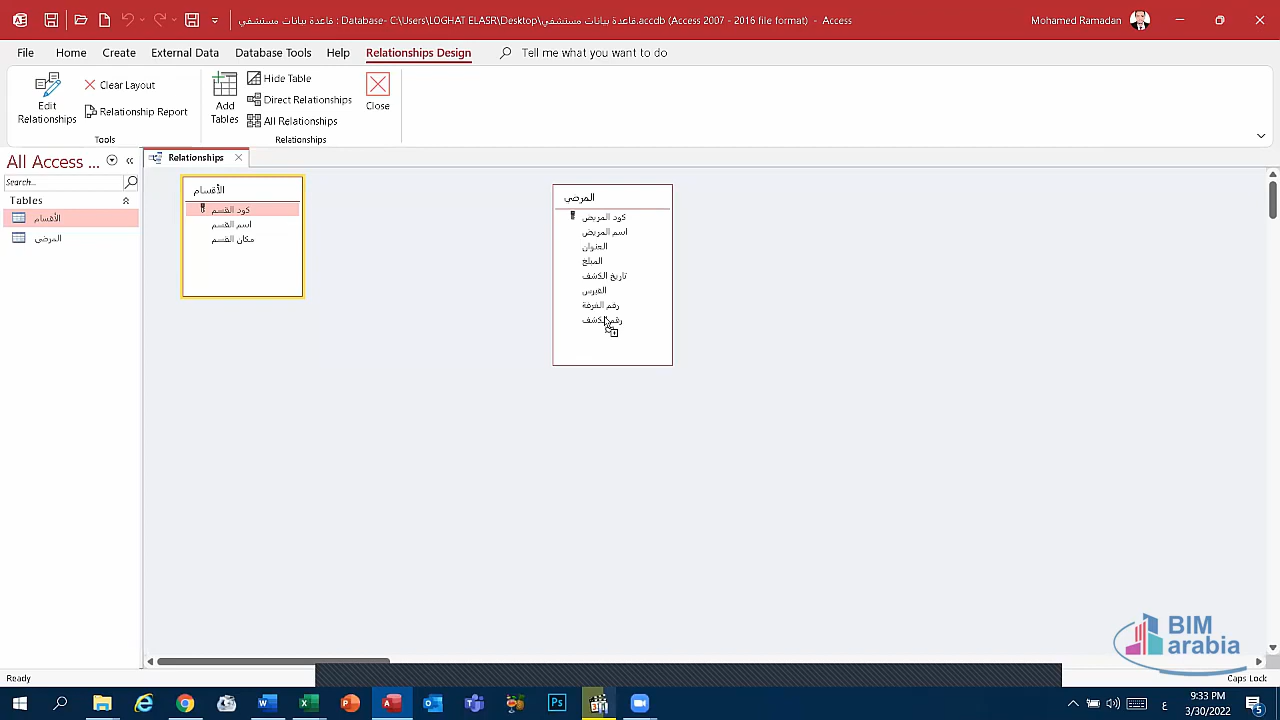 قاعدة بيانات مستشفي : Database- C:\Users\LOGHAT ELASR\Desktop\قاعدة بيانات مستشفي.accdb (Access 2007 - 2016 file format) - Access
Mohamed Ramadan
File Home Create External Data Database Tools Help Relationships Design Tell me what you want to do
Edit Relationships
Clear Layout
Relationship Report
Tools
Add Tables
Hide Table
Direct Relationships
All Relationships
Close
Relationships
All Access ...
Search...
Tables
الأقسام
المرضى
Relationships
الأقسام
كود القسم
اسم القسم
مكان القسم
المرضى
كود المريض
اسم المريض
العنوان
المبلغ
تاريخ الكشف
رقم الغرفة
BIM
arabia
Ready
Caps Lock
9:33 PM
3/30/2022
ع
5